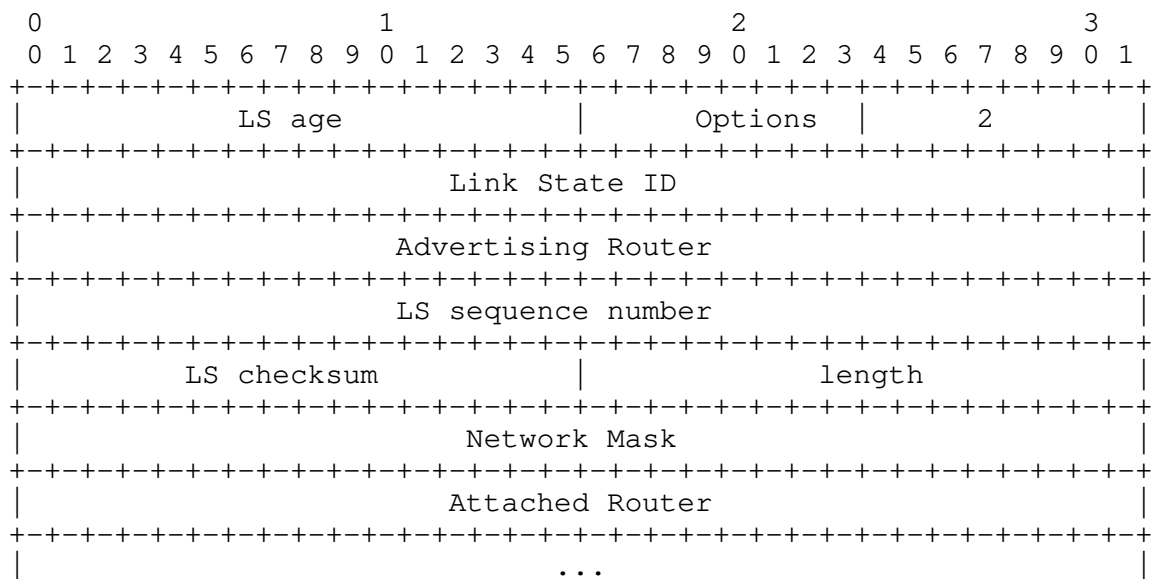 0                   1                   2                   3
 0 1 2 3 4 5 6 7 8 9 0 1 2 3 4 5 6 7 8 9 0 1 2 3 4 5 6 7 8 9 0 1
+-+-+-+-+-+-+-+-+-+-+-+-+-+-+-+-+-+-+-+-+-+-+-+-+-+-+-+-+-+-+-+-+
|            LS age             |      Options  |      2        |
+-+-+-+-+-+-+-+-+-+-+-+-+-+-+-+-+-+-+-+-+-+-+-+-+-+-+-+-+-+-+-+-+
|                        Link State ID                          |
+-+-+-+-+-+-+-+-+-+-+-+-+-+-+-+-+-+-+-+-+-+-+-+-+-+-+-+-+-+-+-+-+
|                     Advertising Router                        |
+-+-+-+-+-+-+-+-+-+-+-+-+-+-+-+-+-+-+-+-+-+-+-+-+-+-+-+-+-+-+-+-+
|                     LS sequence number                        |
+-+-+-+-+-+-+-+-+-+-+-+-+-+-+-+-+-+-+-+-+-+-+-+-+-+-+-+-+-+-+-+-+
|         LS checksum           |             length            |
+-+-+-+-+-+-+-+-+-+-+-+-+-+-+-+-+-+-+-+-+-+-+-+-+-+-+-+-+-+-+-+-+
|                         Network Mask                          |
+-+-+-+-+-+-+-+-+-+-+-+-+-+-+-+-+-+-+-+-+-+-+-+-+-+-+-+-+-+-+-+-+
|                        Attached Router                        |
+-+-+-+-+-+-+-+-+-+-+-+-+-+-+-+-+-+-+-+-+-+-+-+-+-+-+-+-+-+-+-+-+
|                              ...                              |